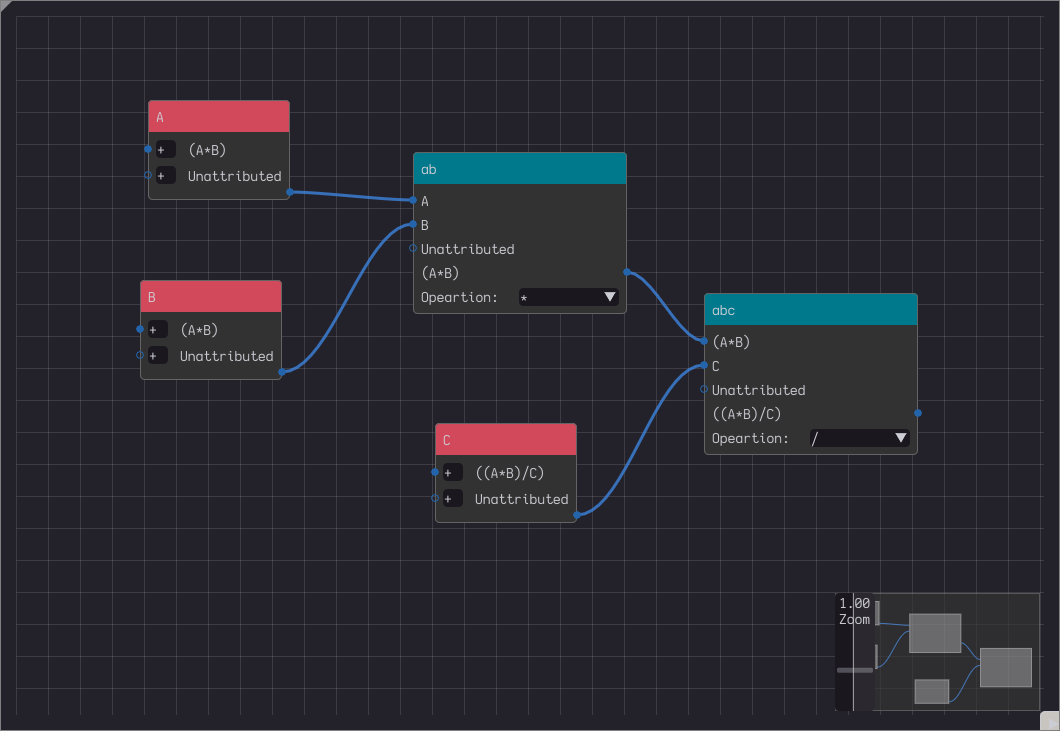 A
+ (A*B)
+ Unattributed
ab
A
B
Unattributed
(A*B)
Opeartion: *
B
+ (A*B)
+ Unattributed
abc
(A*B)
C
Unattributed
((A*B)/C)
Opeartion: /
C
+ ((A*B)/C)
+ Unattributed
1.00
Zoom